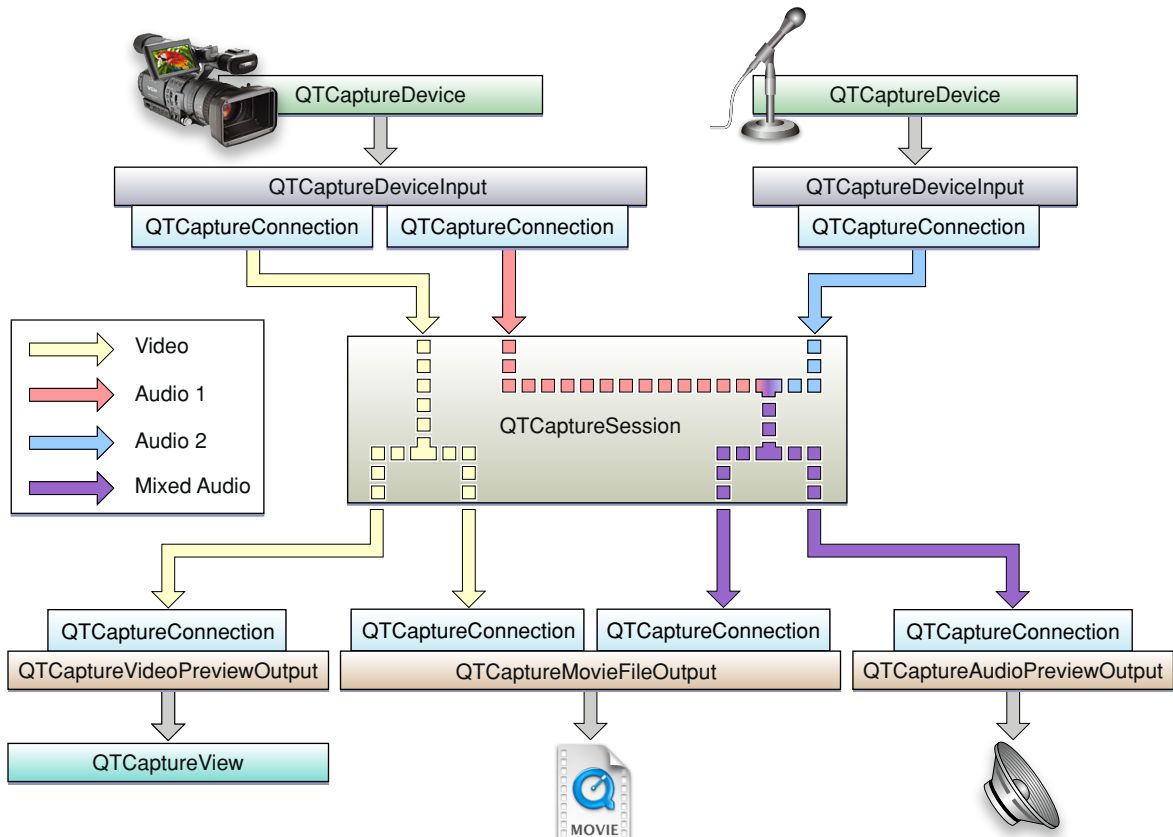 QTCaptureDevice
QTCaptureDevice
QTCaptureDeviceInput
QTCaptureDeviceInput
QTCaptureConnection
QTCaptureConnection
QTCaptureConnection
Video
Audio 1
Audio 2
Mixed Audio
QTCaptureSession
QTCaptureConnection
QTCaptureConnection
QTCaptureConnection
QTCaptureConnection
QTCaptureVideoPreviewOutput
QTCaptureMovieFileOutput
QTCaptureAudioPreviewOutput
QTCaptureView
MOVIE